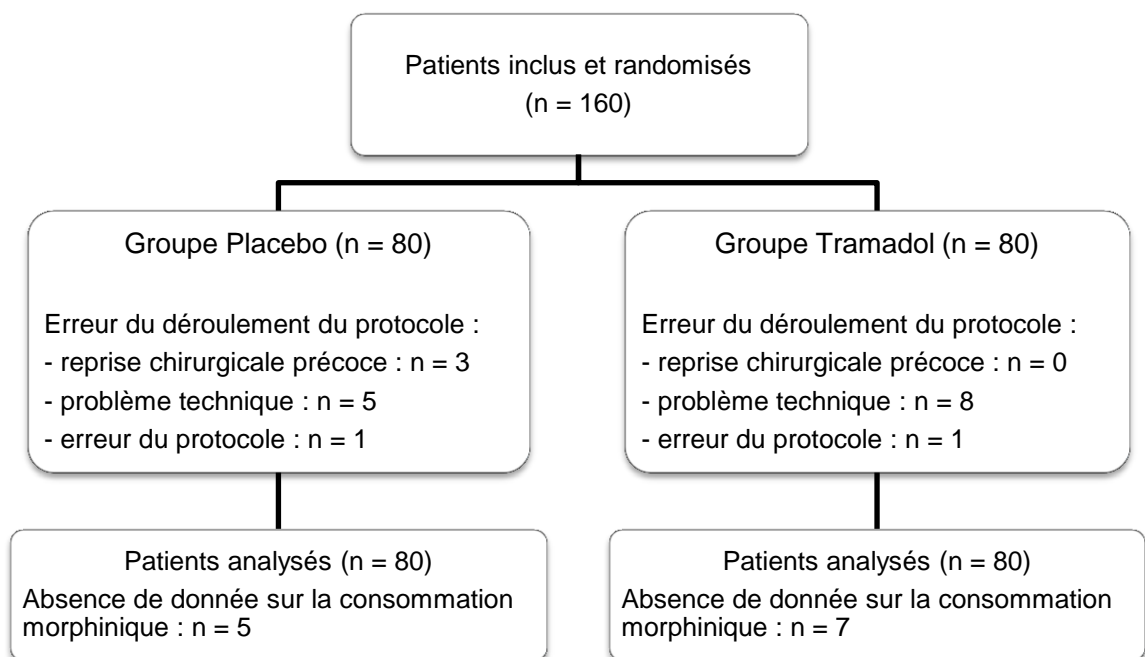 Patients inclus et randomisés
(n = 160)
Groupe Placebo (n = 80)
Erreur du déroulement du protocole :
- reprise chirurgicale précoce : n = 3
- problème technique : n = 5
- erreur du protocole : n = 1
Groupe Tramadol (n = 80)
Erreur du déroulement du protocole :
- reprise chirurgicale précoce : n = 0
- problème technique : n = 8
- erreur du protocole : n = 1
Patients analysés (n = 80)
Absence de donnée sur la consommation
morphinique : n = 5
Patients analysés (n = 80)
Absence de donnée sur la consommation
morphinique : n = 7